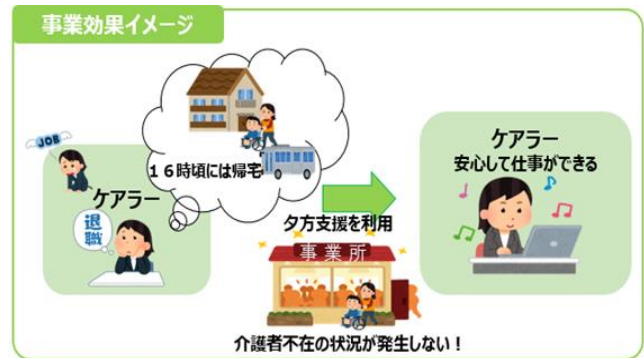 事業効果イメージ
JOB
ケアラー
退職
１６時頃には帰宅
夕方支援を利用
事業所
介護者不在の状況が発生しない！
ケアラー
安心して仕事ができる